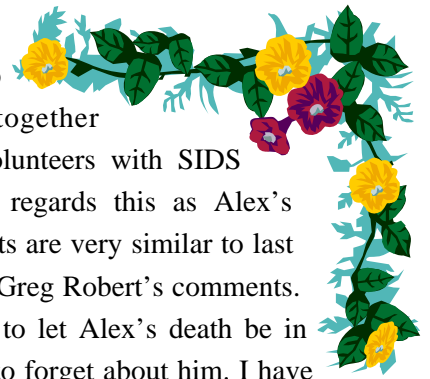 together
volunteers with SIDS
regards this as Alex's
ts are very similar to last
Greg Robert's comments.
to let Alex's death be in
o forget about him. I have